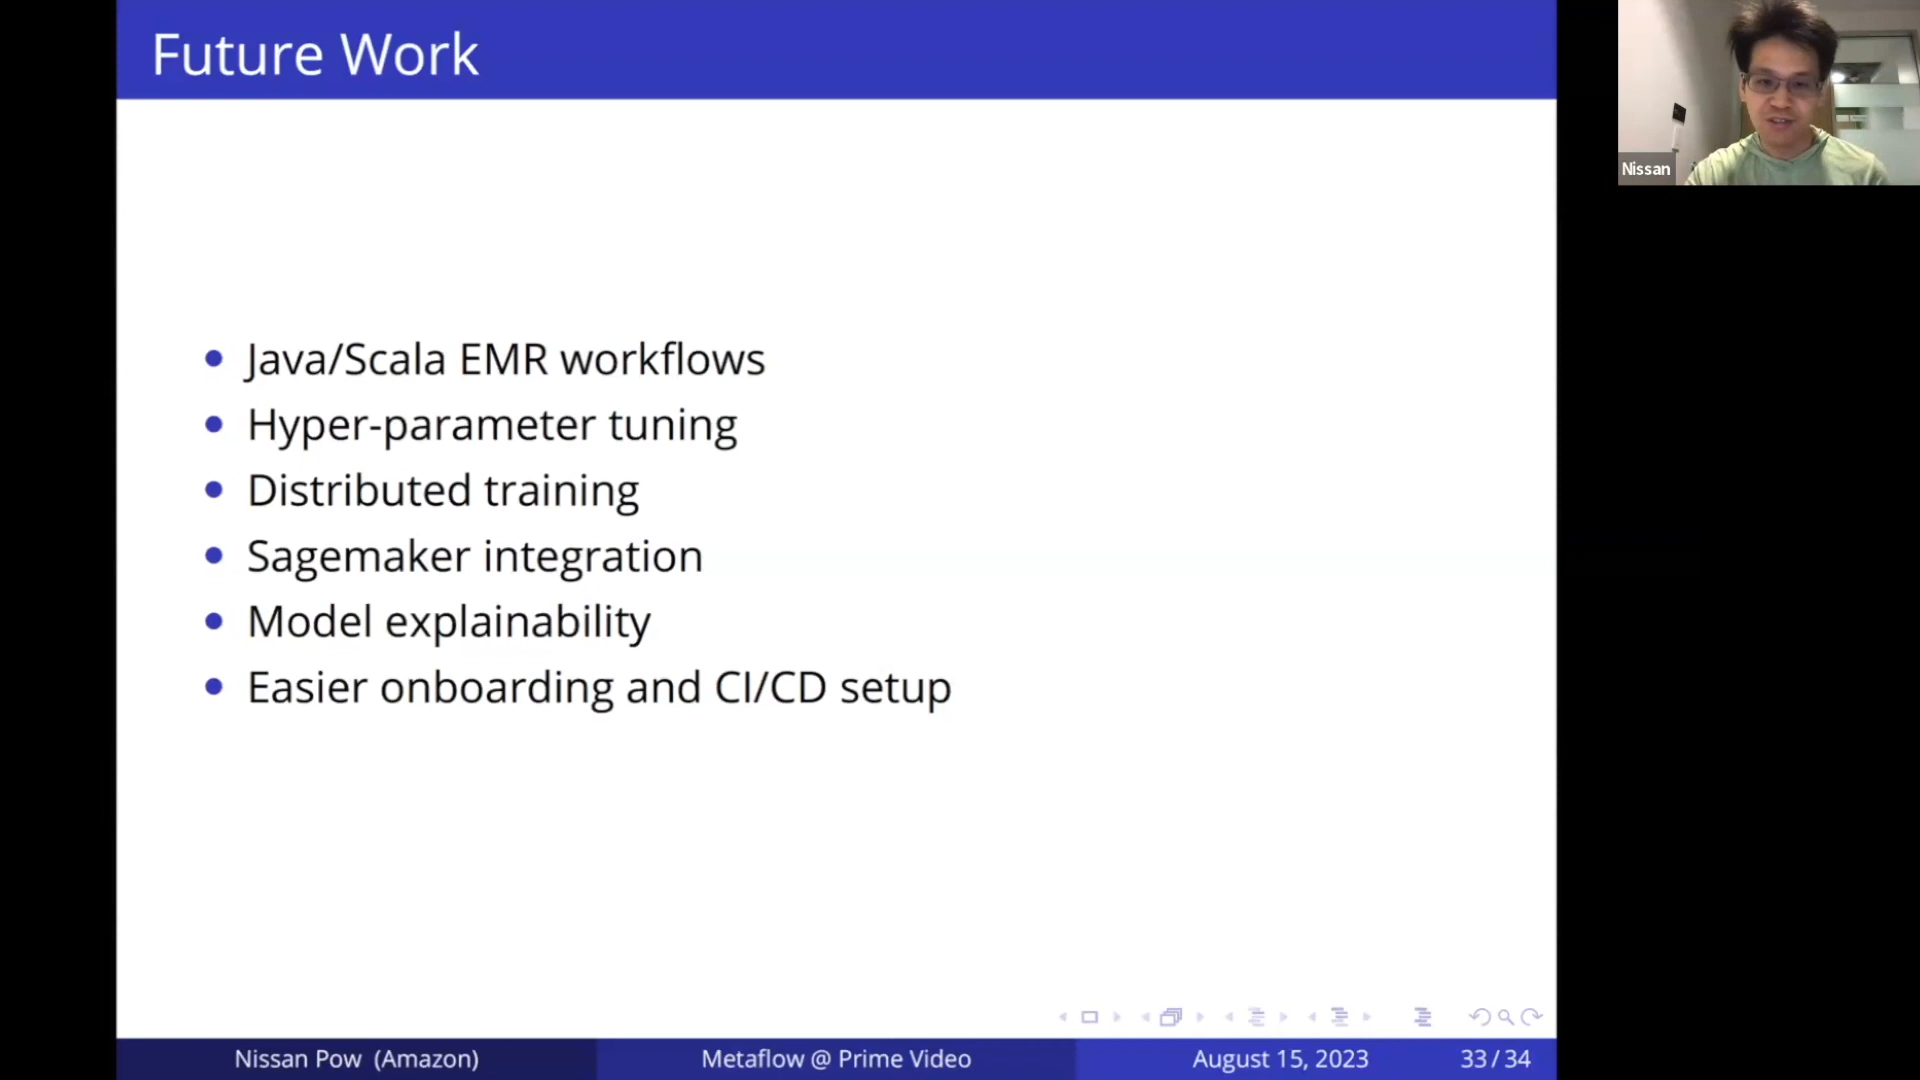 Future Work
Nissan
Java/Scala EMR workflows
Hyper-parameter tuning
Distributed training
Sagemaker integration
Model explainability
Easier onboarding and CI/CD setup
Nissan Pow (Amazon)
Metaflow @ Prime Video
August 15, 2023
33 / 34